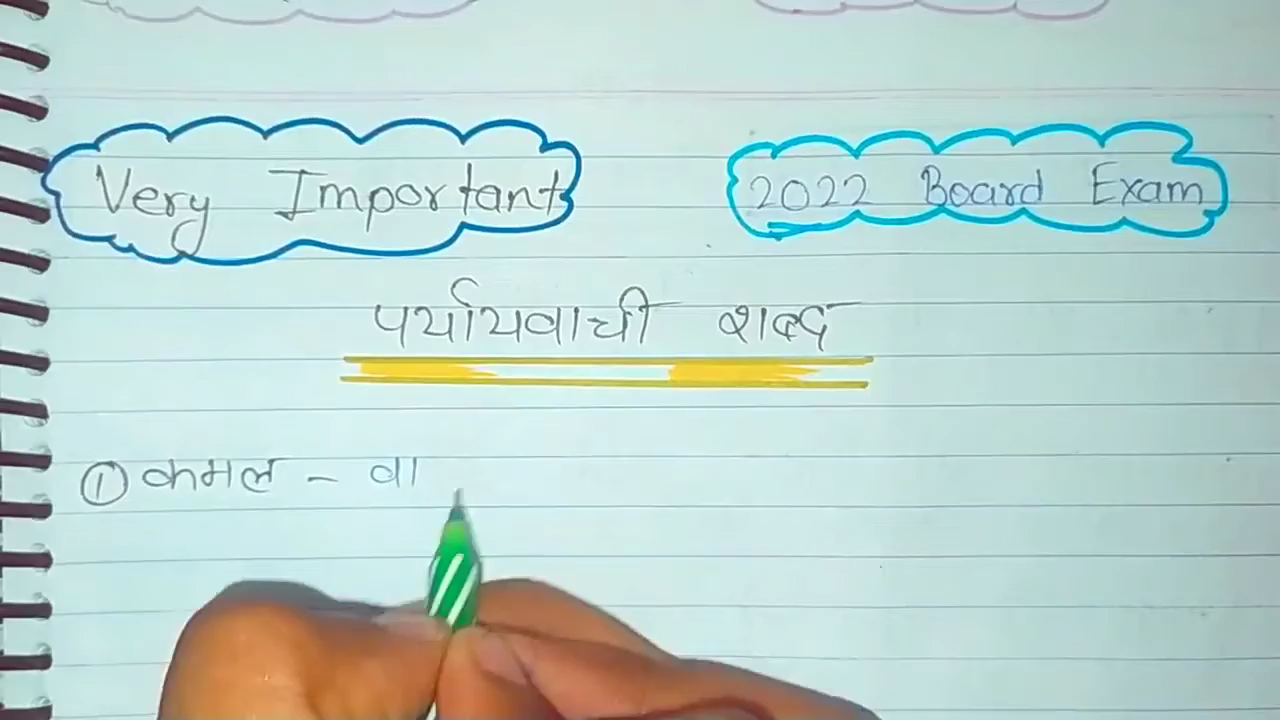 Very Important
2022 Board Exam
पर्यायवाची शब्द
① कमल - वा